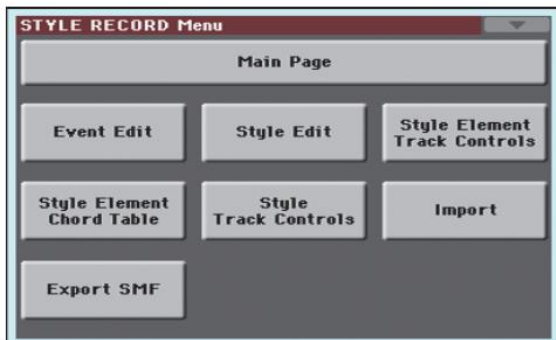 STYLE RECORD Menu
Main Page
Event Edit
Style Edit
Style Element
Track Controls
Style Element
Chord Table
Style
Track Controls
Import
Export SMF